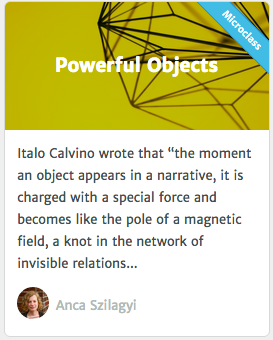 Microclass
Powerful Objects
Italo Calvino wrote that “the moment
an object appears in a narrative, it is
charged with a special force and
becomes like the pole of a magnetic
field, a knot in the network of
invisible relations...
Anca Szilagyi